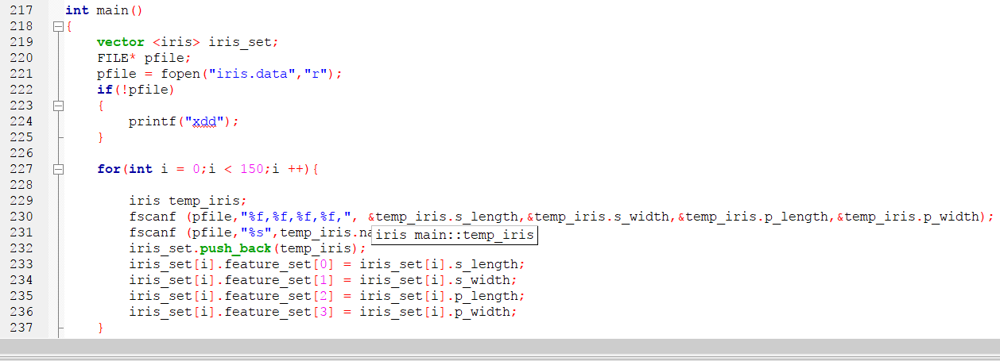 217 int main()
218 {
219 vector <iris> iris_set;
220 FILE* pfile;
221 pfile = fopen("iris.data","r");
222 if(!pfile)
223 {
224 printf("xdd");
225 }
226
227 for(int i = 0;i < 150;i ++){
228
229 iris temp_iris;
230 fscanf (pfile,"%f,%f,%f,%f,", &temp_iris.s_length,&temp_iris.s_width,&temp_iris.p_length,&temp_iris.p_width);
231 fscanf (pfile,"%s",temp_iris.na
iris main::temp_iris
232 iris_set.push_back(temp_iris);
233 iris_set[i].feature_set[0] = iris_set[i].s_length;
234 iris_set[i].feature_set[1] = iris_set[i].s_width;
235 iris_set[i].feature_set[2] = iris_set[i].p_length;
236 iris_set[i].feature_set[3] = iris_set[i].p_width;
237 }